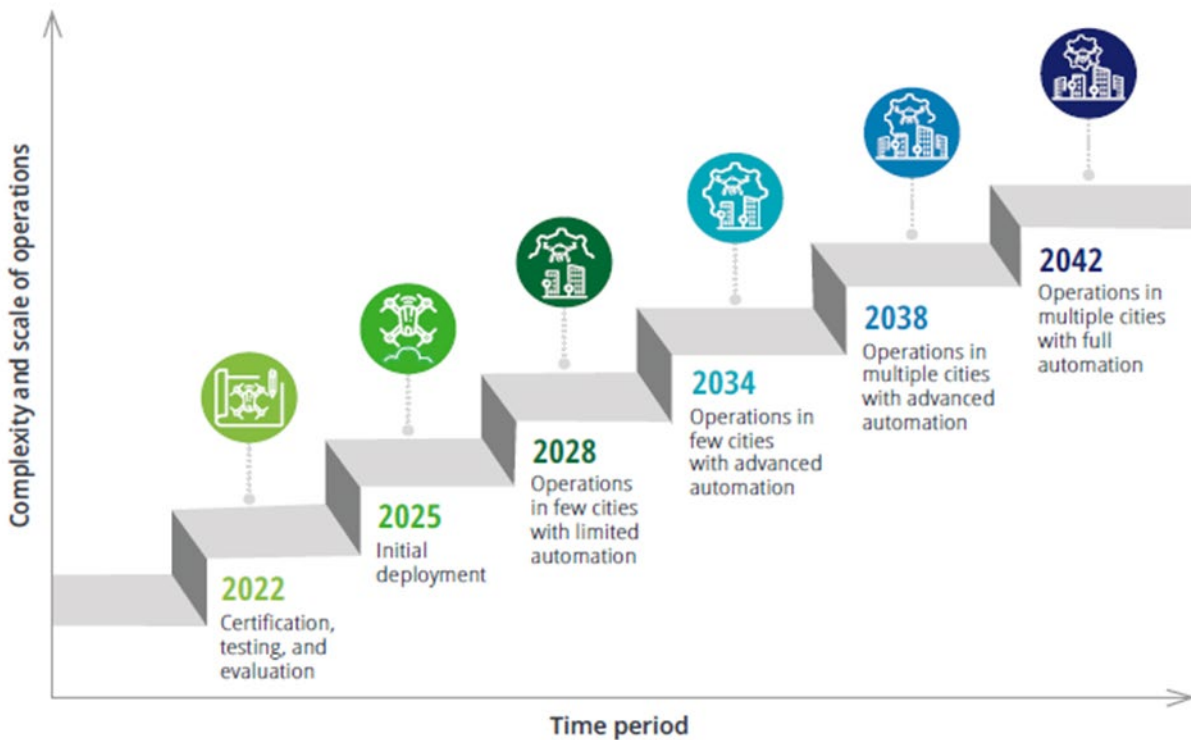 Complexity and scale of operations
2022
Certification,
testing, and
evaluation
2025
Initial
deployment
2028
Operations
in few cities
with limited
automation
2034
Operations in
few cities
with advanced
automation
2038
Operations in
multiple cities
with advanced
automation
2042
Operations in
multiple cities
with full
automation
Time period